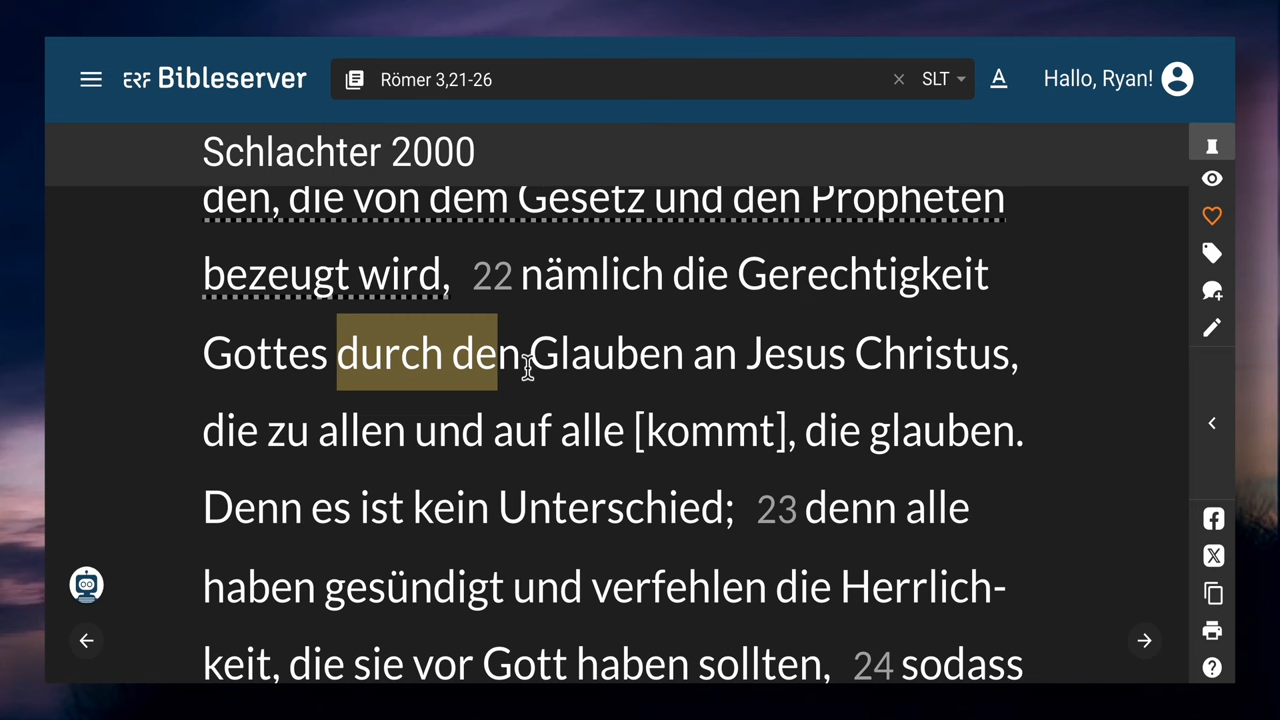 ERF Bibleserver
Römer 3,21-26
SLT
A
Hallo, Ryan!
Schlachter 2000
den, die von dem Gesetz und den Propheten
bezeugt wird, 22 nämlich die Gerechtigkeit
Gottes durch den Glauben an Jesus Christus,
die zu allen und auf alle [kommt], die glauben.
Denn es ist kein Unterschied; 23 denn alle
haben gesündigt und verfehlen die Herrlich-
keit, die sie vor Gott haben sollten, 24 sodass